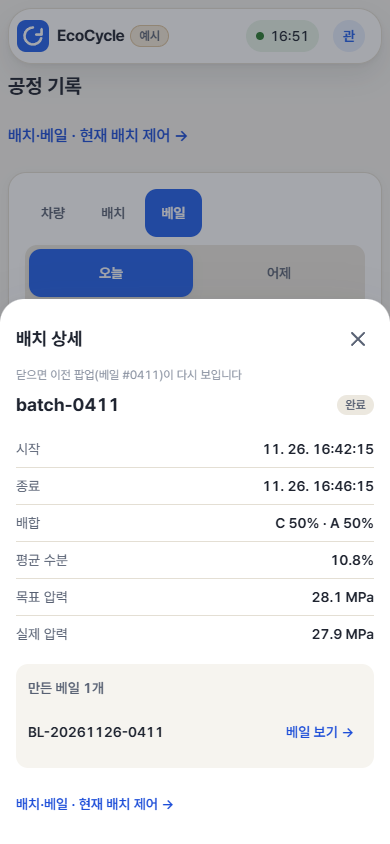 EcoCycle 예시 16:51 관
공정 기록
배치·베일 · 현재 배치 제어 →
차량 배치 베일
오늘 어제
배치 상세
닫으면 이전 팝업(베일 #0411)이 다시 보입니다
batch-0411 완료
시작 11. 26. 16:42:15
종료 11. 26. 16:46:15
배합 C 50% · A 50%
평균 수분 10.8%
목표 압력 28.1 MPa
실제 압력 27.9 MPa
만든 베일 1개
BL-20261126-0411 베일 보기 →
배치·베일 · 현재 배치 제어 →